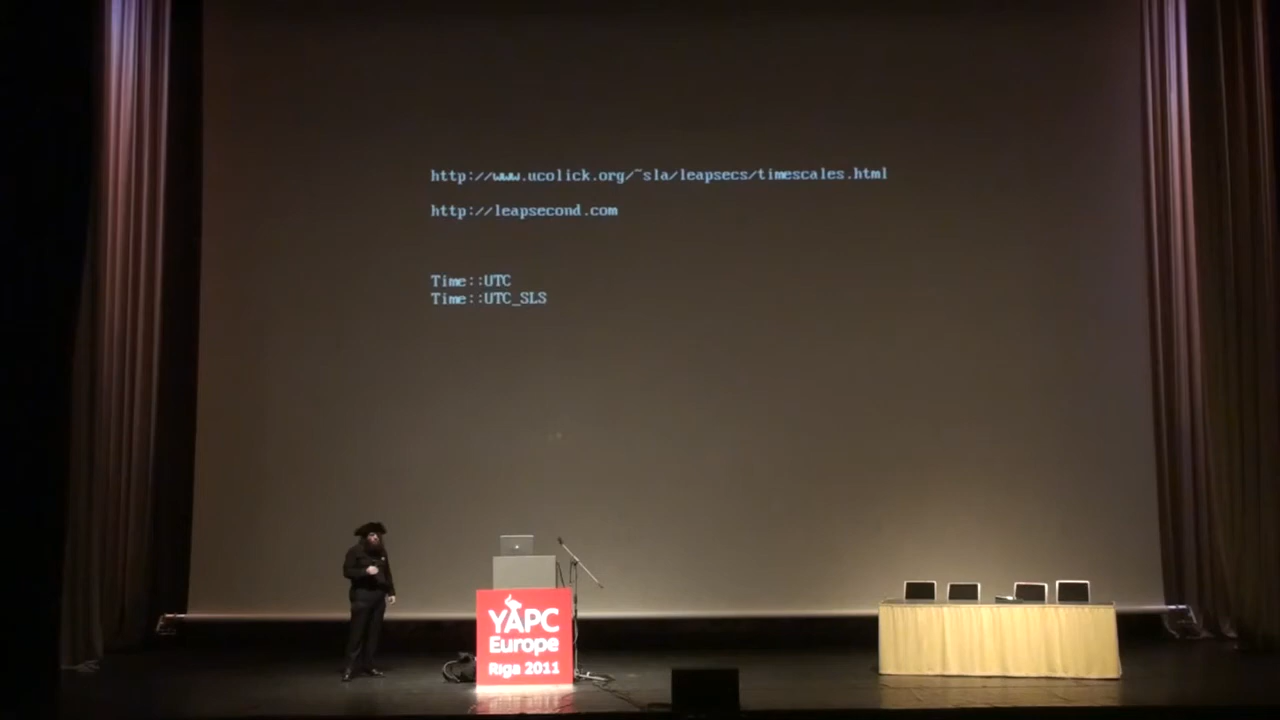 http://www.ucolick.org/~sla/leapsecs/timescales.html
http://leapsecond.com
Time::UTC
Time::UTC_SLS
YAPC
Europe
Riga 2011